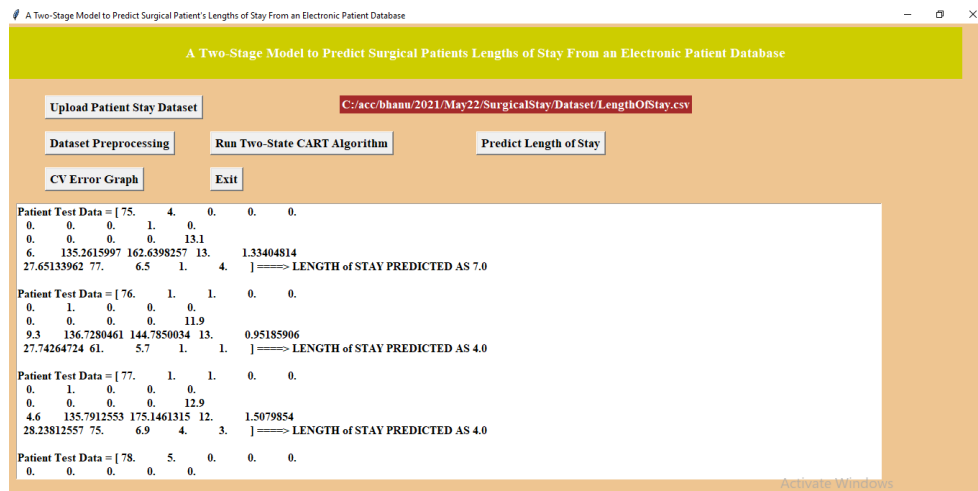 A Two-Stage Model to Predict Surgical Patient's Lengths of Stay From an Electronic Patient Database
A Two-Stage Model to Predict Surgical Patients Lengths of Stay From an Electronic Patient Database
Upload Patient Stay Dataset C:/acc/bhanu/2021/May22/SurgicalStay/Dataset/LengthOfStay.csv
Dataset Preprocessing Run Two-State CART Algorithm Predict Length of Stay
CV Error Graph Exit
Patient Test Data = [ 75. 4. 0. 0. 0.
0. 0. 0. 1. 0.
0. 0. 0. 0. 13.1
6. 135.2615997 162.6398257 13. 1.33404814
27.65133962 77. 6.5 1. 4. ] ====> LENGTH of STAY PREDICTED AS 7.0
Patient Test Data = [ 76. 1. 1. 0. 0.
0. 1. 0. 0. 0.
0. 0. 0. 0. 11.9
9.3 136.7280461 144.7850034 13. 0.95185906
27.74264724 61. 5.7 1. 1. ] ====> LENGTH of STAY PREDICTED AS 4.0
Patient Test Data = [ 77. 1. 1. 0. 0.
0. 1. 0. 0. 0.
0. 0. 0. 0. 12.9
4.6 135.7912553 175.1461315 12. 1.5079854
28.23812557 75. 6.9 4. 3. ] ====> LENGTH of STAY PREDICTED AS 4.0
Patient Test Data = [ 78. 5. 0. 0. 0.
0. 0. 0. 0. 0.
Activate Windows